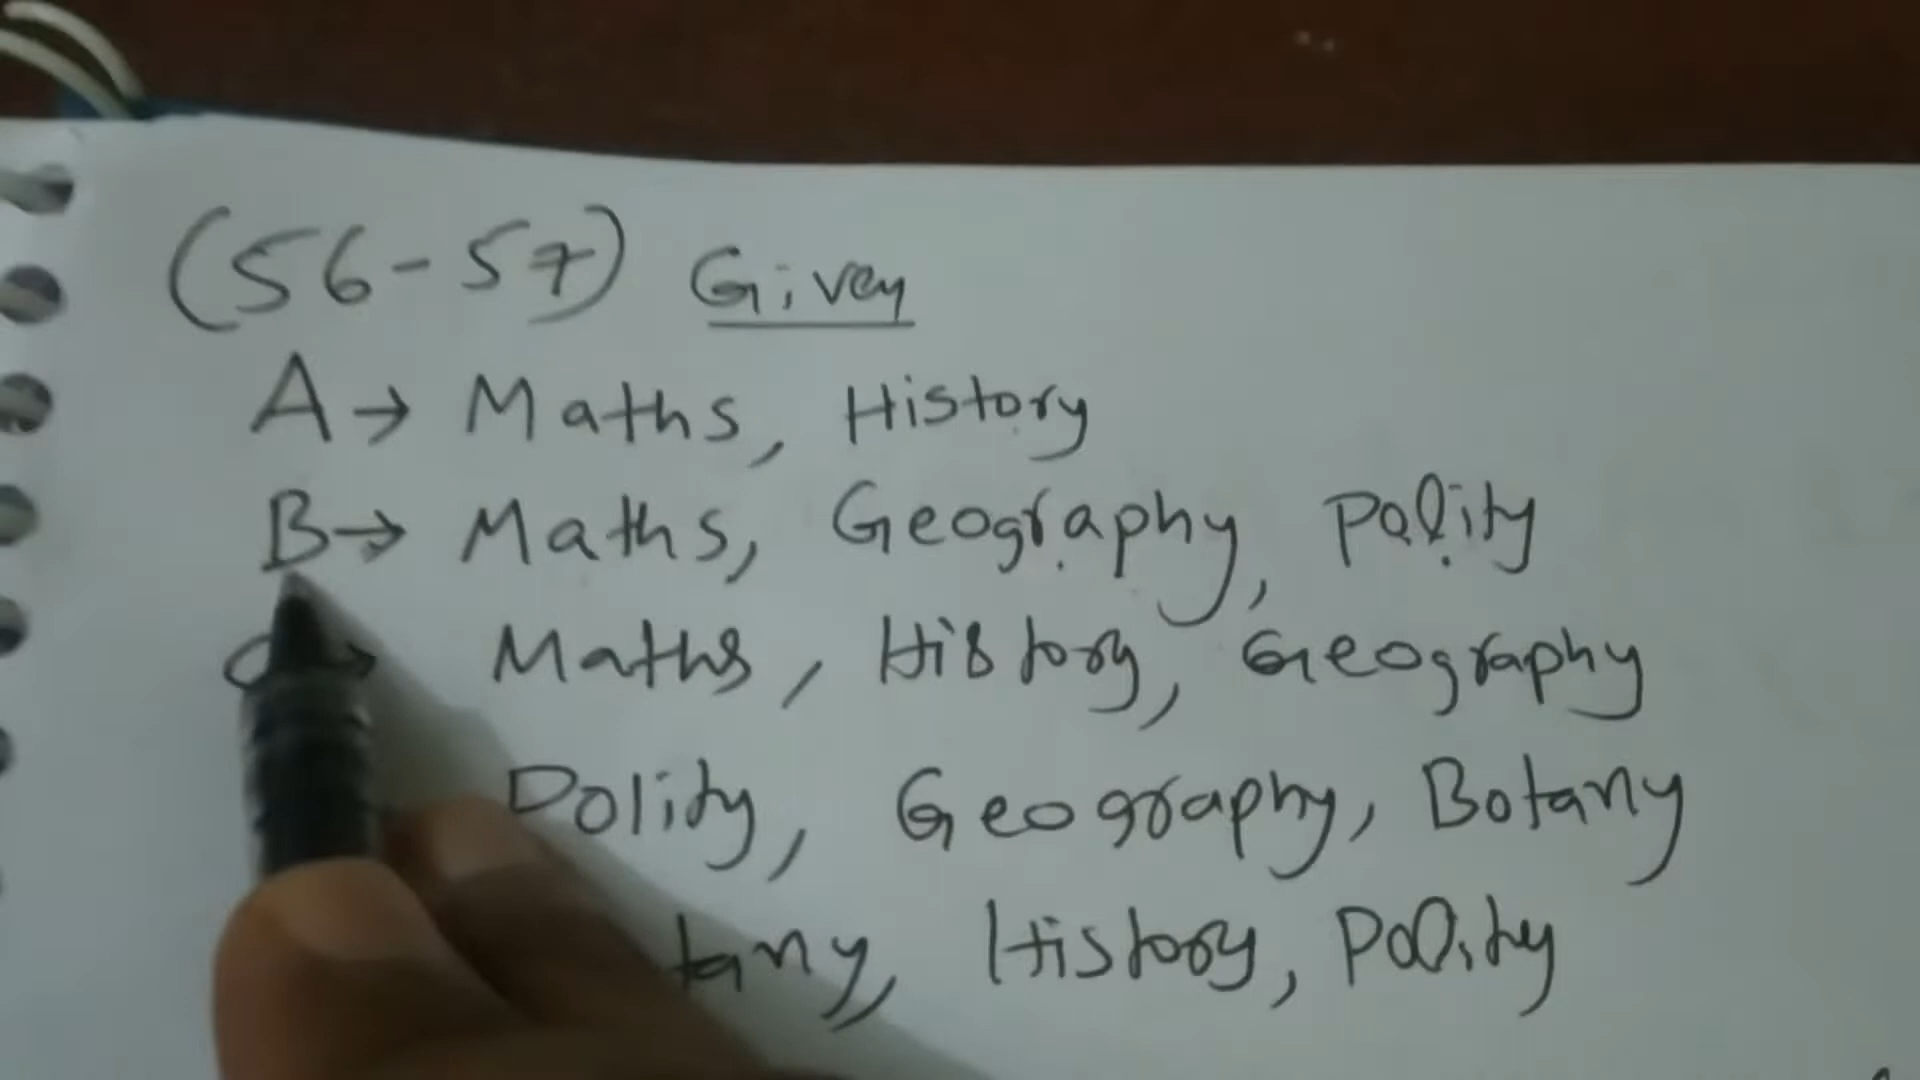 (56-57) Given
A → Maths, History
B → Maths, Geography, Polity
C → Maths, History, Geography
Polity, Geography, Botany
tany, History, Polity